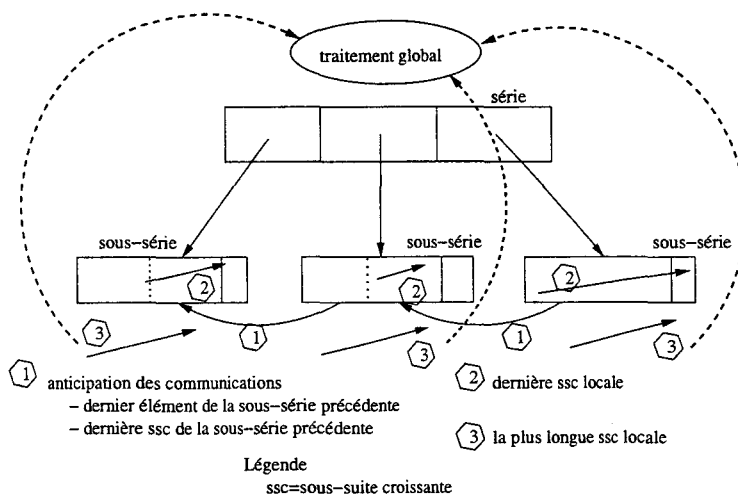 traitement global
série
sous-série
sous-série
sous-série
2
2
2
3
1
3
1
3
1 anticipation des communications
– dernier élément de la sous-série précédente
– dernière ssc de la sous-série précédente
2 dernière ssc locale
3 la plus longue ssc locale
Légende
ssc=sous-suite croissante